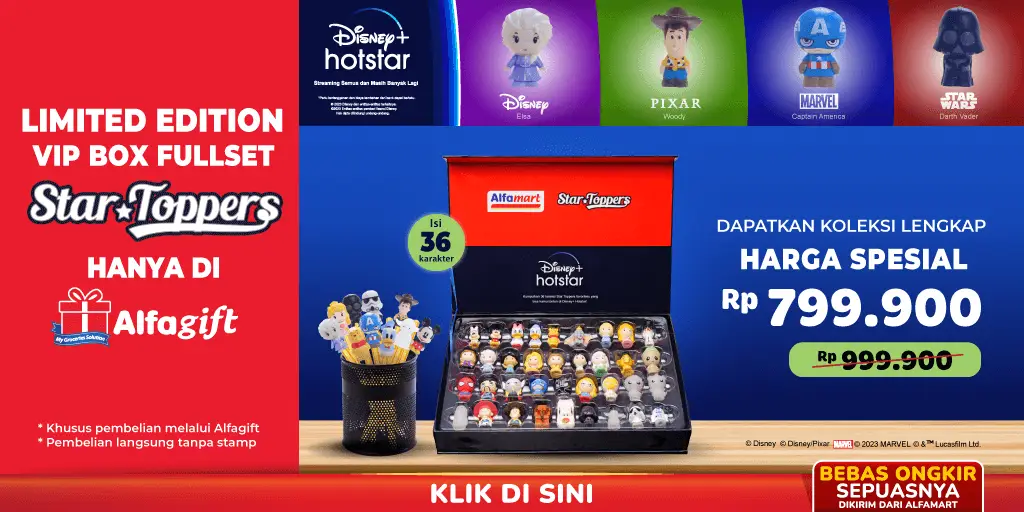 LIMITED EDITION
VIP BOX FULLSET
Star★Toppers
HANYA DI
Alfagift
My Groceries Solution
* Khusus pembelian melalui Alfagift
* Pembelian langsung tanpa stamp
Disney+
hotstar
Streaming Semua dan Masih Banyak Lagi
Disney
Elsa
PIXAR
Woody
MARVEL
Captain America
STAR
WARS
Darth Vader
Isi
36
karakter
Alfamart
Star★Toppers
Disney+
hotstar
DAPATKAN KOLEKSI LENGKAP
HARGA SPESIAL
Rp 799.900
Rp 999.900
© Disney © Disney/Pixar MARVEL © 2023 MARVEL © &™ Lucasfilm Ltd.
KLIK DI SINI
BEBAS ONGKIR
SEPUASNYA
DIKIRIM DARI ALFAMART